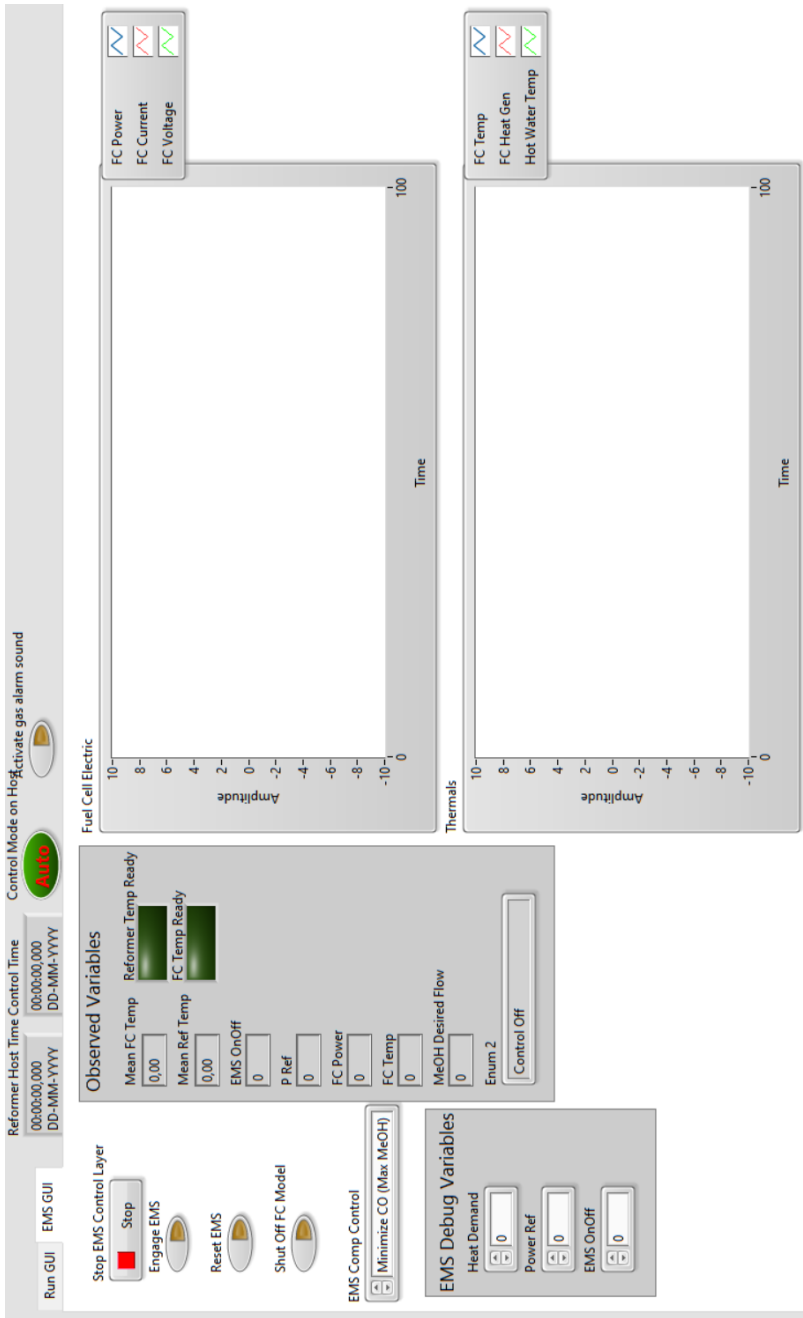 Run GUI
EMS GUI
Reformer Host Time
00:00:00,000
DD-MM-YYYY
Control Time
00:00:00,000
DD-MM-YYYY
Control Mode on Host
Auto
Activate gas alarm sound
Stop EMS Control Layer
Stop
Engage EMS
Reset EMS
Shut Off FC Model
EMS Comp Control
Minimize CO (Max MeOH)
EMS Debug Variables
Heat Demand
0
Power Ref
0
EMS OnOff
0
Observed Variables
Mean FC Temp
0,00
Reformer Temp Ready
Mean Ref Temp
0,00
FC Temp Ready
EMS OnOff
0
P Ref
0
FC Power
0
FC Temp
0
MeOH Desired Flow
0
Enum 2
Control Off
Fuel Cell Electric
FC Power
FC Current
FC Voltage
Amplitude
10
8
6
4
2
0
-2
-4
-6
-8
-10
0
100
Time
Thermals
FC Temp
FC Heat Gen
Hot Water Temp
Amplitude
10
8
6
4
2
0
-2
-4
-6
-8
-10
0
100
Time